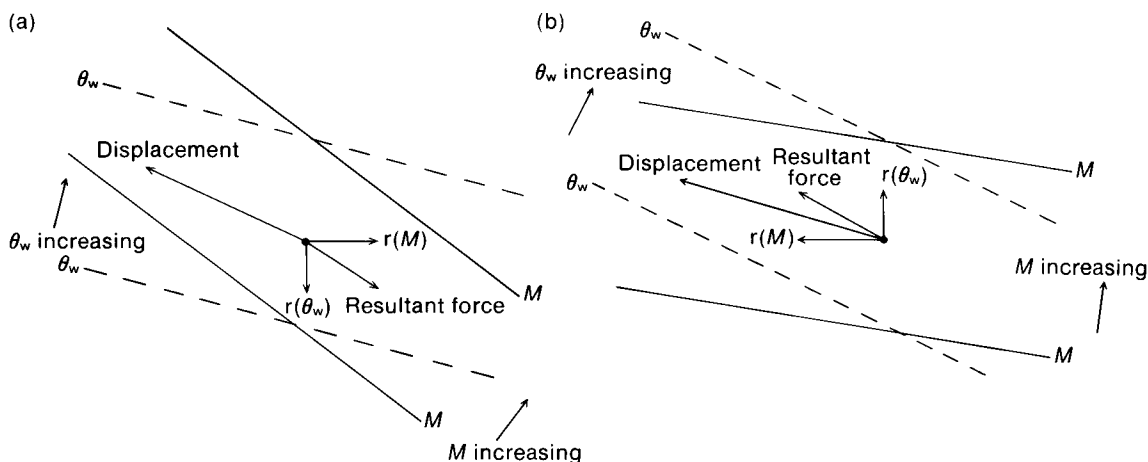 (a)
θw
Displacement
θw increasing
θw
r(M)
r(θw)
Resultant force
M
M
M increasing
(b)
θw
θw increasing
Displacement
Resultant
force
r(θw)
M
θw
r(M)
M increasing
M